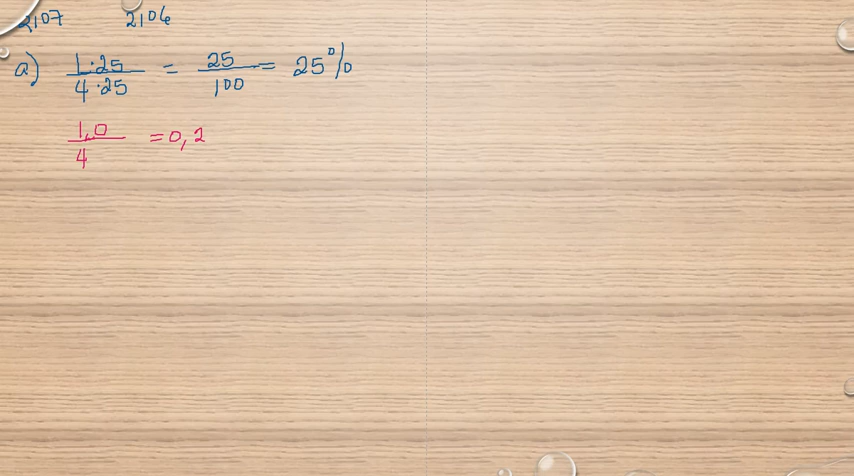 2107 2106
a) 1·25/4·25 = 25/100 = 25%
1,0/4 = 0,2